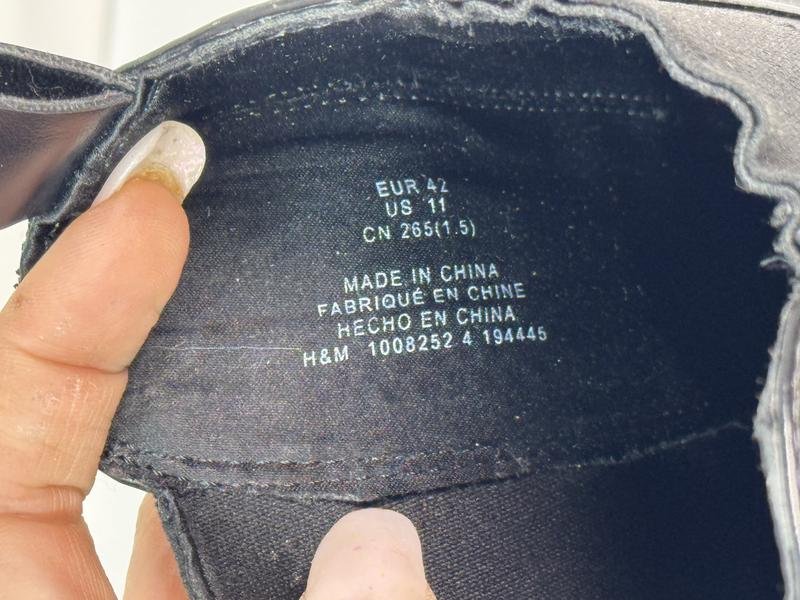 EUR 42
US 11
CN 265(1.5)
MADE IN CHINA
FABRIQUÉ EN CHINE
HECHO EN CHINA
H&M 1008252 4 194445